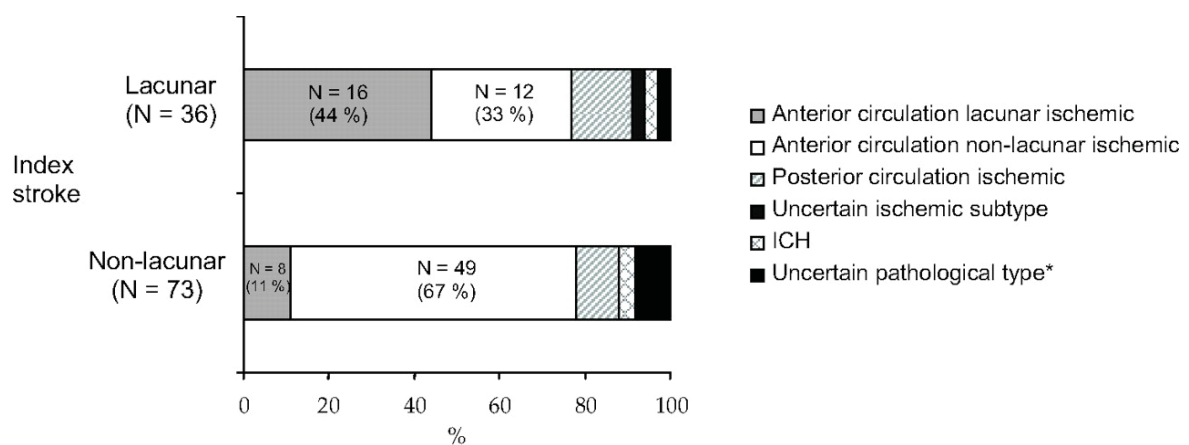 Lacunar
(N = 36)
N = 16
(44 %)
N = 12
(33 %)
Index
stroke
Non-lacunar
(N = 73)
N = 8
(11 %)
N = 49
(67 %)
0 20 40 60 80 100
%
Anterior circulation lacunar ischemic
Anterior circulation non-lacunar ischemic
Posterior circulation ischemic
Uncertain ischemic subtype
ICH
Uncertain pathological type*